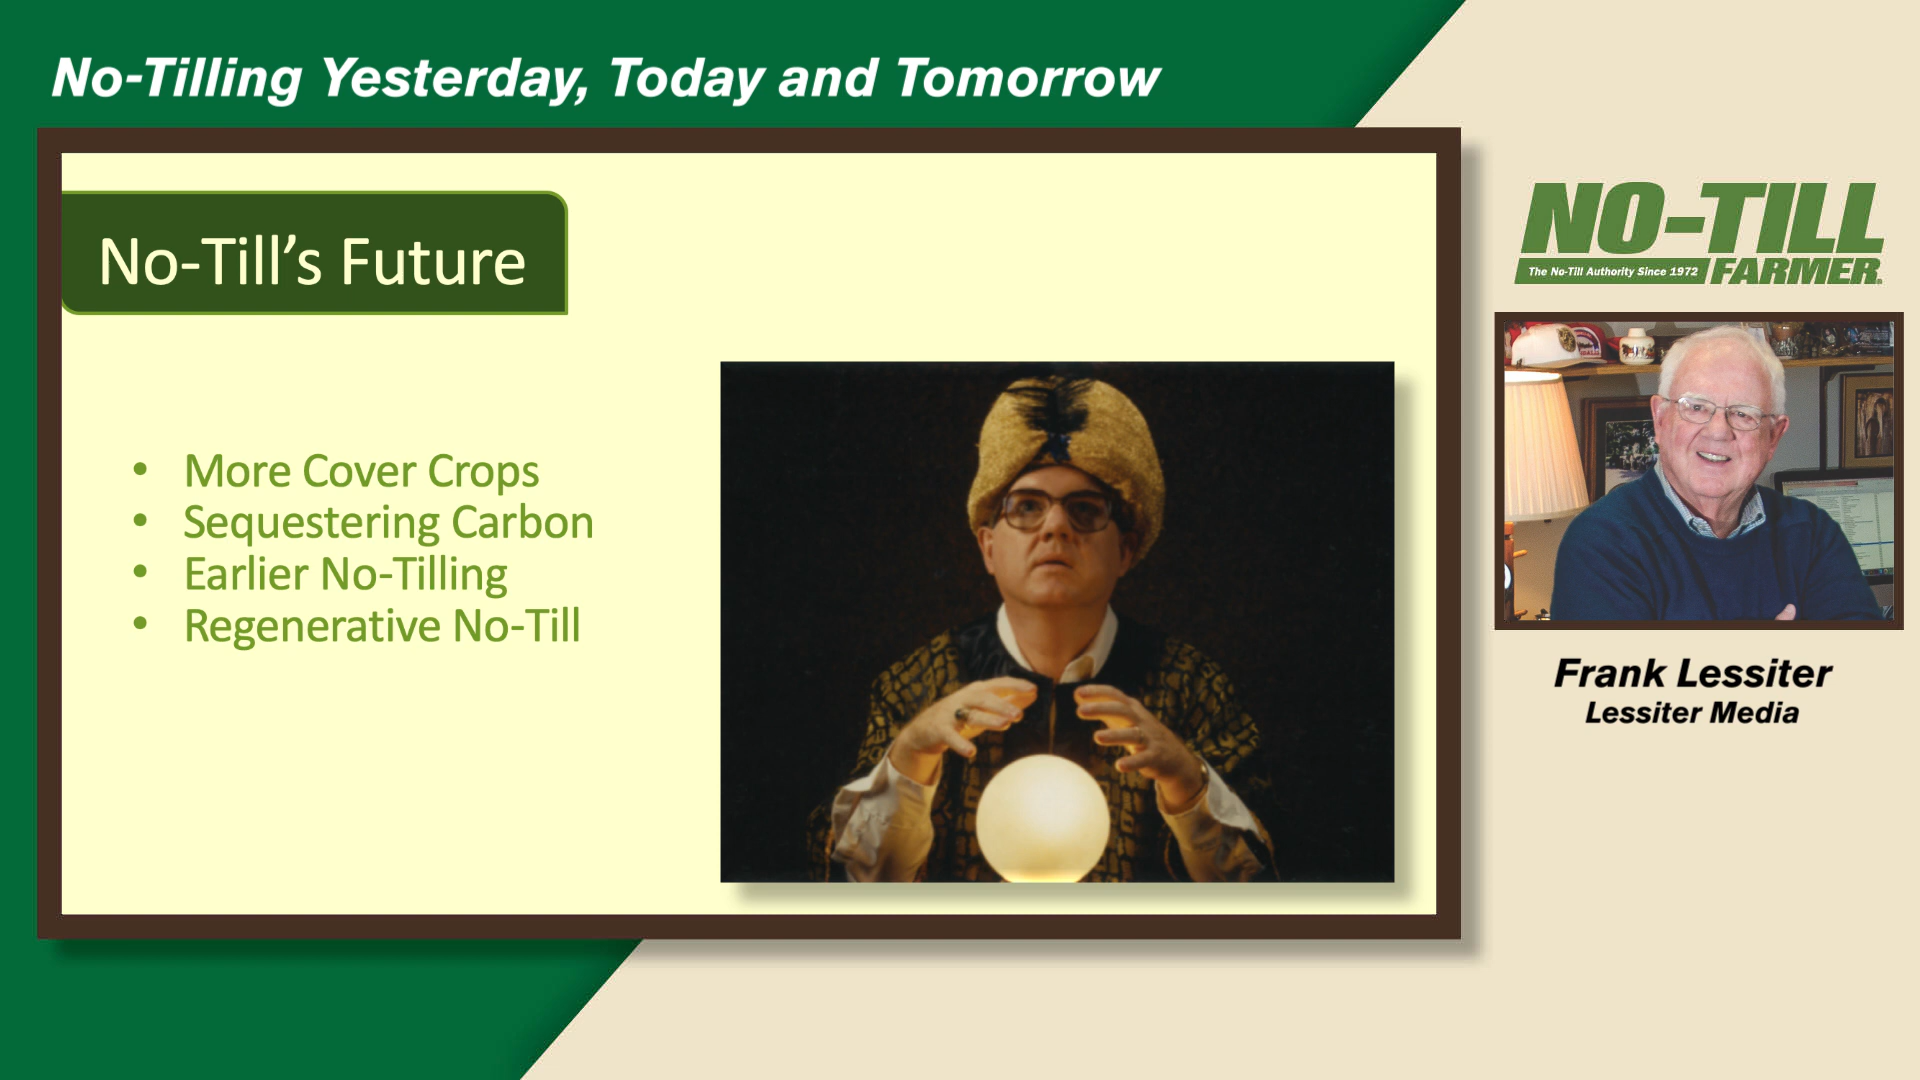 No-Tilling Yesterday, Today and Tomorrow
No-Till’s Future
• More Cover Crops
• Sequestering Carbon
• Earlier No-Tilling
• Regenerative No-Till
NO-TILL
The No-Till Authority Since 1972
FARMER®
Frank Lessiter
Lessiter Media